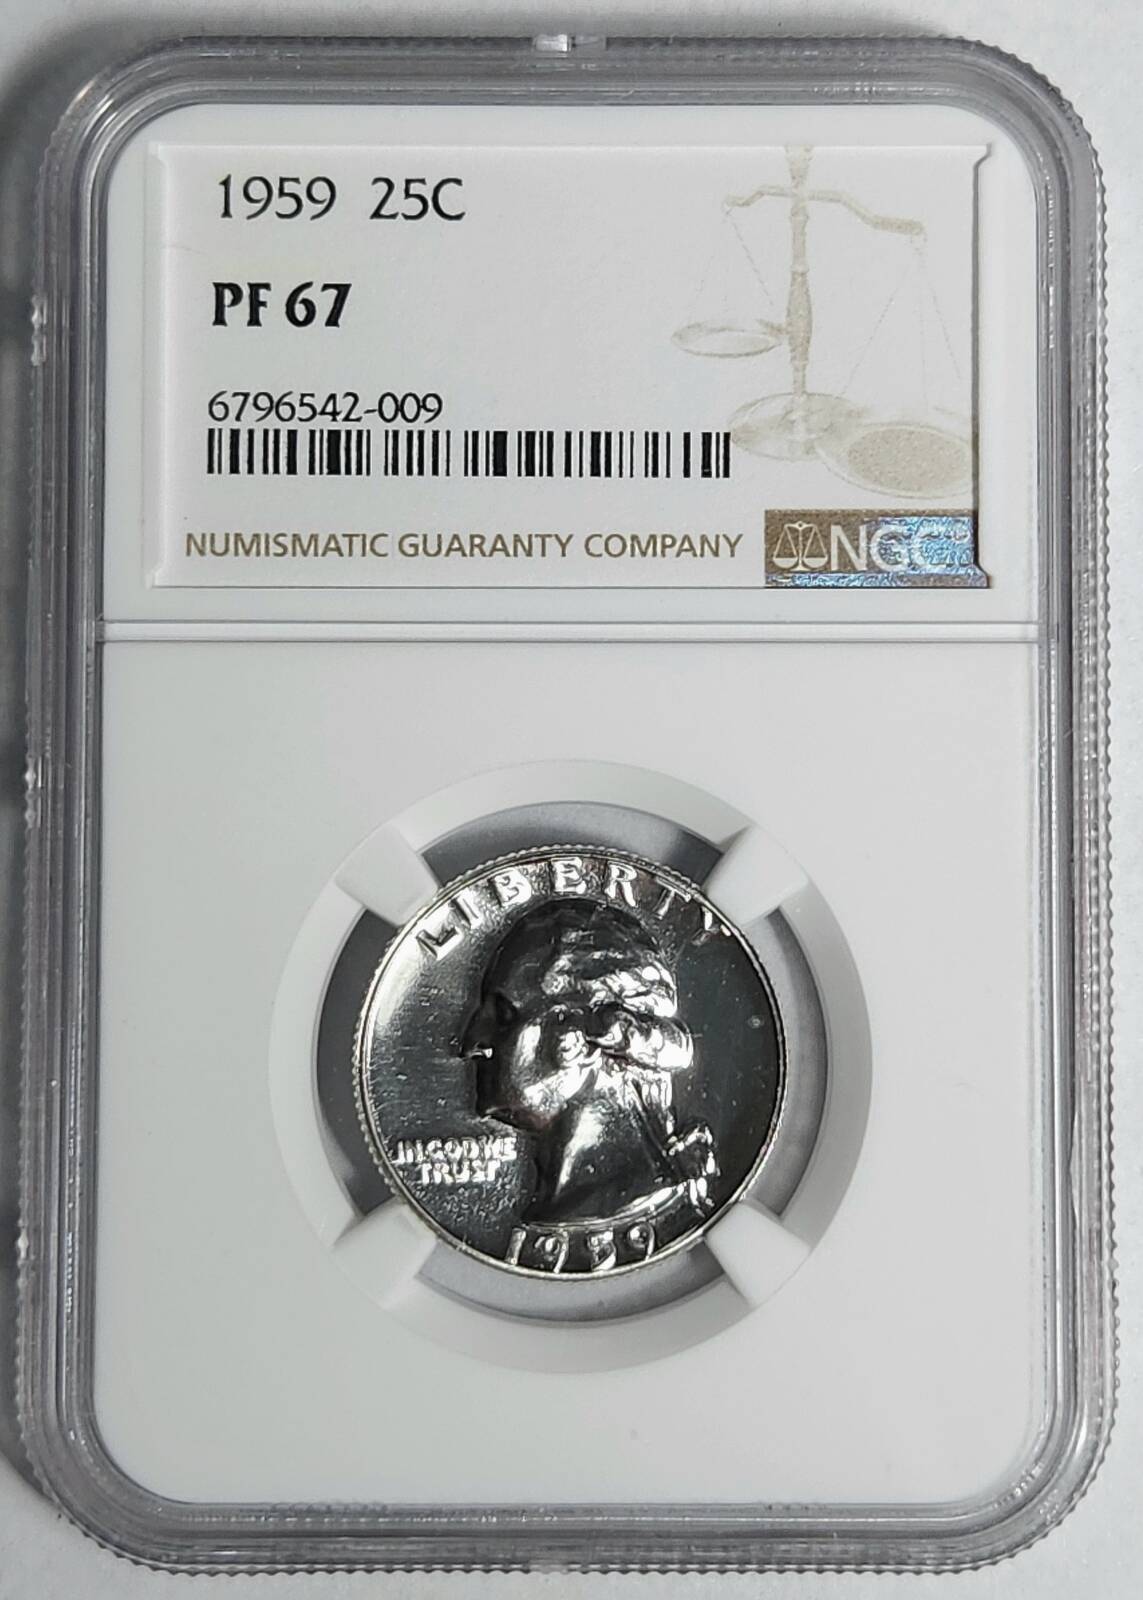 1959 25C
PF 67
6796542-009
NUMISMATIC GUARANTY COMPANY
NGC
LIBERTY
IN GOD WE
TRUST
1959